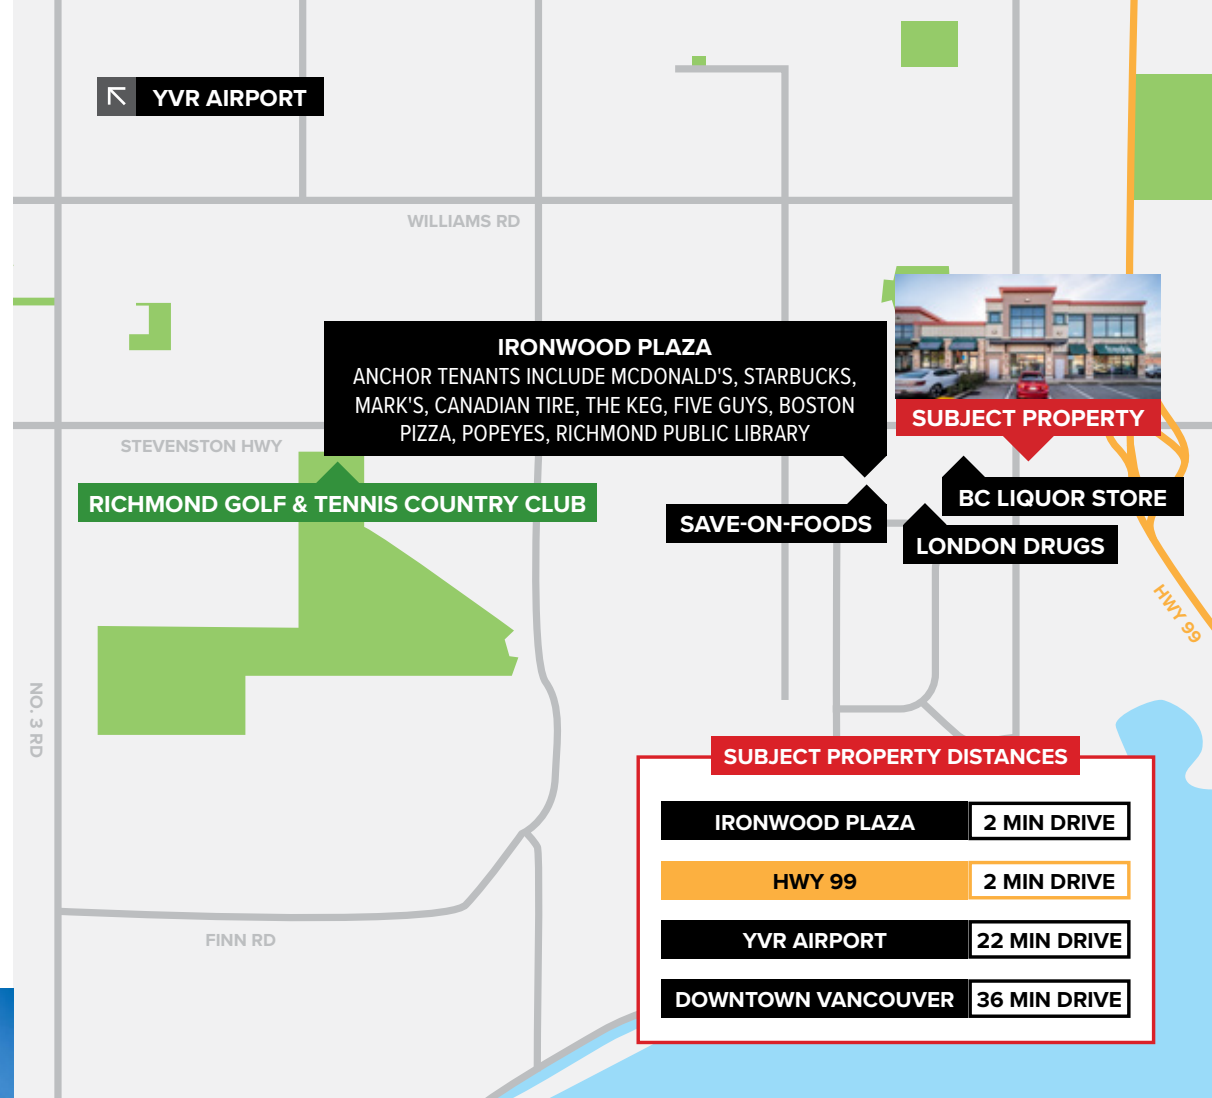 YVR AIRPORT
WILLIAMS RD
IRONWOOD PLAZA
ANCHOR TENANTS INCLUDE MCDONALD'S, STARBUCKS,
MARK'S, CANADIAN TIRE, THE KEG, FIVE GUYS, BOSTON
PIZZA, POPEYES, RICHMOND PUBLIC LIBRARY
SUBJECT PROPERTY
STEVENSTON HWY
RICHMOND GOLF & TENNIS COUNTRY CLUB
BC LIQUOR STORE
SAVE-ON-FOODS
LONDON DRUGS
HWY 99
NO. 3 RD
SUBJECT PROPERTY DISTANCES
IRONWOOD PLAZA 2 MIN DRIVE
HWY 99 2 MIN DRIVE
YVR AIRPORT 22 MIN DRIVE
DOWNTOWN VANCOUVER 36 MIN DRIVE
FINN RD